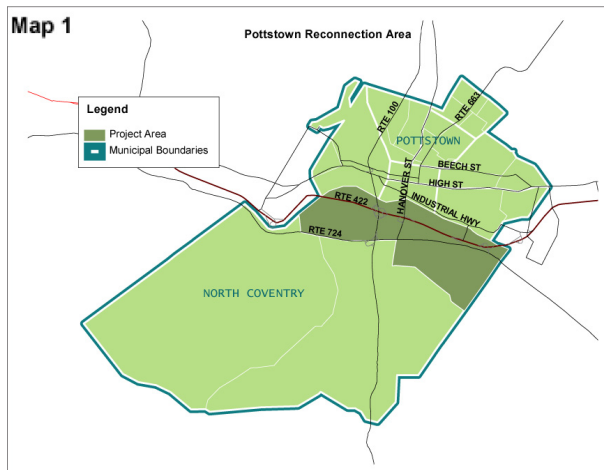 Map 1
Pottstown Reconnection Area
Legend
Project Area
Municipal Boundaries
RTE 100
RTE 663
POTTSTOWN
BEECH ST
HIGH ST
HANOVER ST
INDUSTRIAL HWY
RTE 422
RTE 724
NORTH COVENTRY